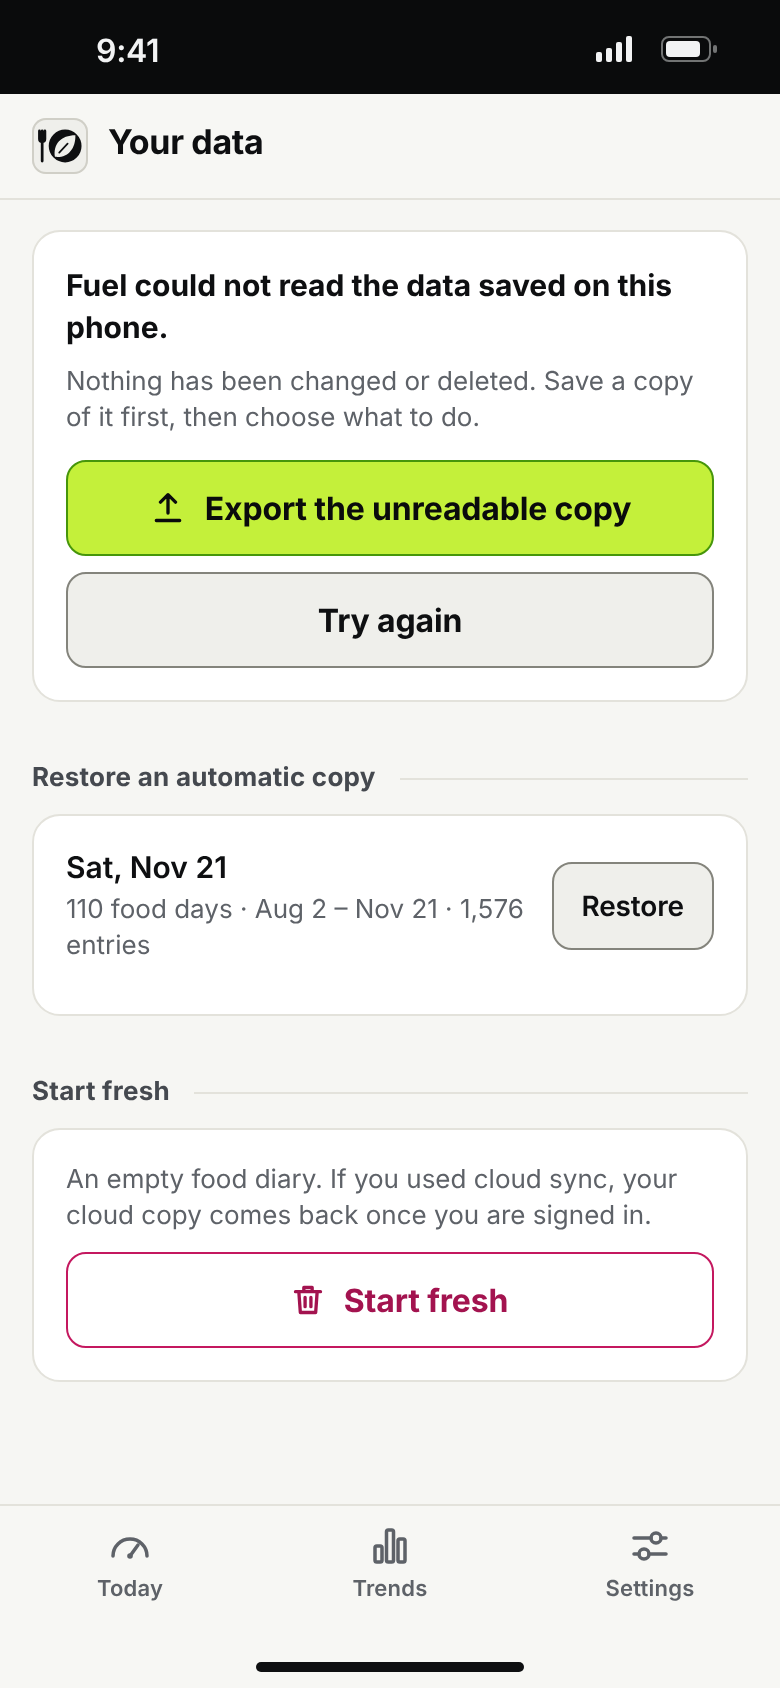 9:41
Your data
Fuel could not read the data saved on this
phone.
Nothing has been changed or deleted. Save a copy
of it first, then choose what to do.
Export the unreadable copy
Try again
Restore an automatic copy
Sat, Nov 21
110 food days · Aug 2 – Nov 21 · 1,576
entries
Restore
Start fresh
An empty food diary. If you used cloud sync, your
cloud copy comes back once you are signed in.
Start fresh
Today
Trends
Settings